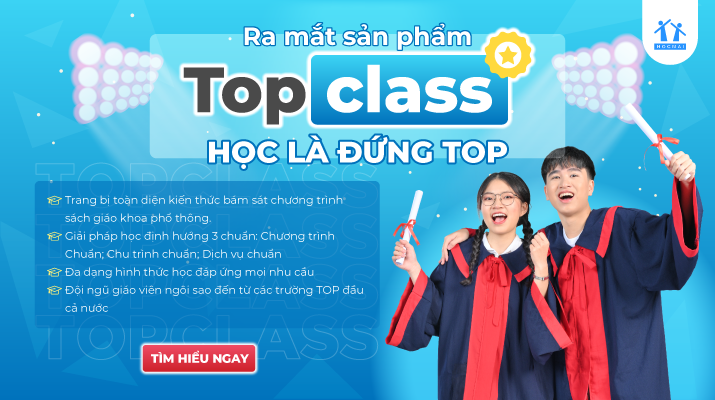 HOCMAI
Ra mắt sản phẩm
Top class
HỌC LÀ ĐỨNG TOP
Trang bị toàn diện kiến thức bám sát chương trình
sách giáo khoa phổ thông.
Giải pháp học định hướng 3 chuẩn: Chương trình
Chuẩn; Chu trình chuẩn; Dịch vụ chuẩn
Đa dạng hình thức học đáp ứng mọi nhu cầu
Đội ngũ giáo viên ngôi sao đến từ các trường TOP đầu
cả nước
TÌM HIỂU NGAY
TOPCLASS
TOPCLASS